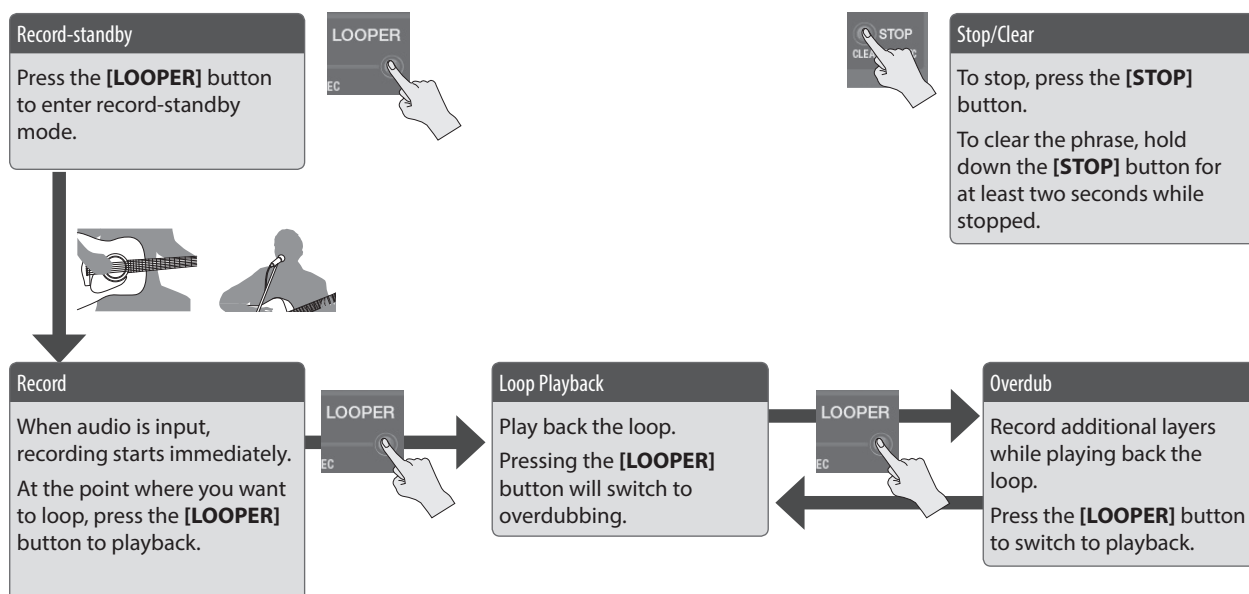 Record-standby
Press the [LOOPER] button
to enter record-standby
mode.
LOOPER
EC
STOP
Stop/Clear
To stop, press the [STOP]
button.
To clear the phrase, hold
down the [STOP] button for
at least two seconds while
stopped.
Record
When audio is input,
recording starts immediately.
At the point where you want
to loop, press the [LOOPER]
button to playback.
LOOPER
EC
Loop Playback
Play back the loop.
Pressing the [LOOPER]
button will switch to
overdubbing.
LOOPER
EC
Overdub
Record additional layers
while playing back the
loop.
Press the [LOOPER] button
to switch to playback.